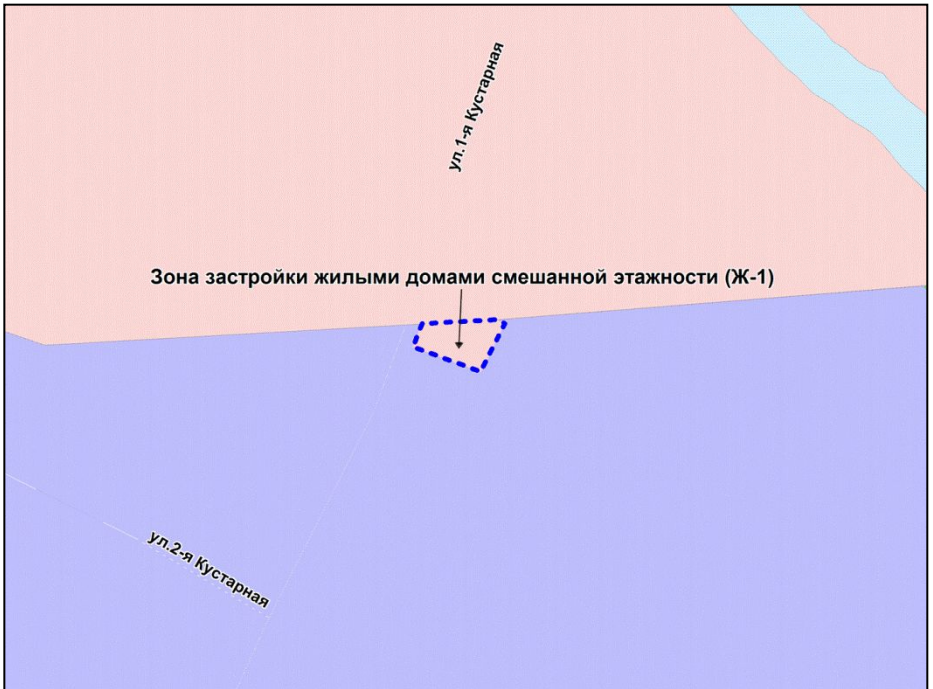 ул.1-я Кустарная
Зона застройки жилыми домами смешанной этажности (Ж-1)
ул.2-я Кустарная